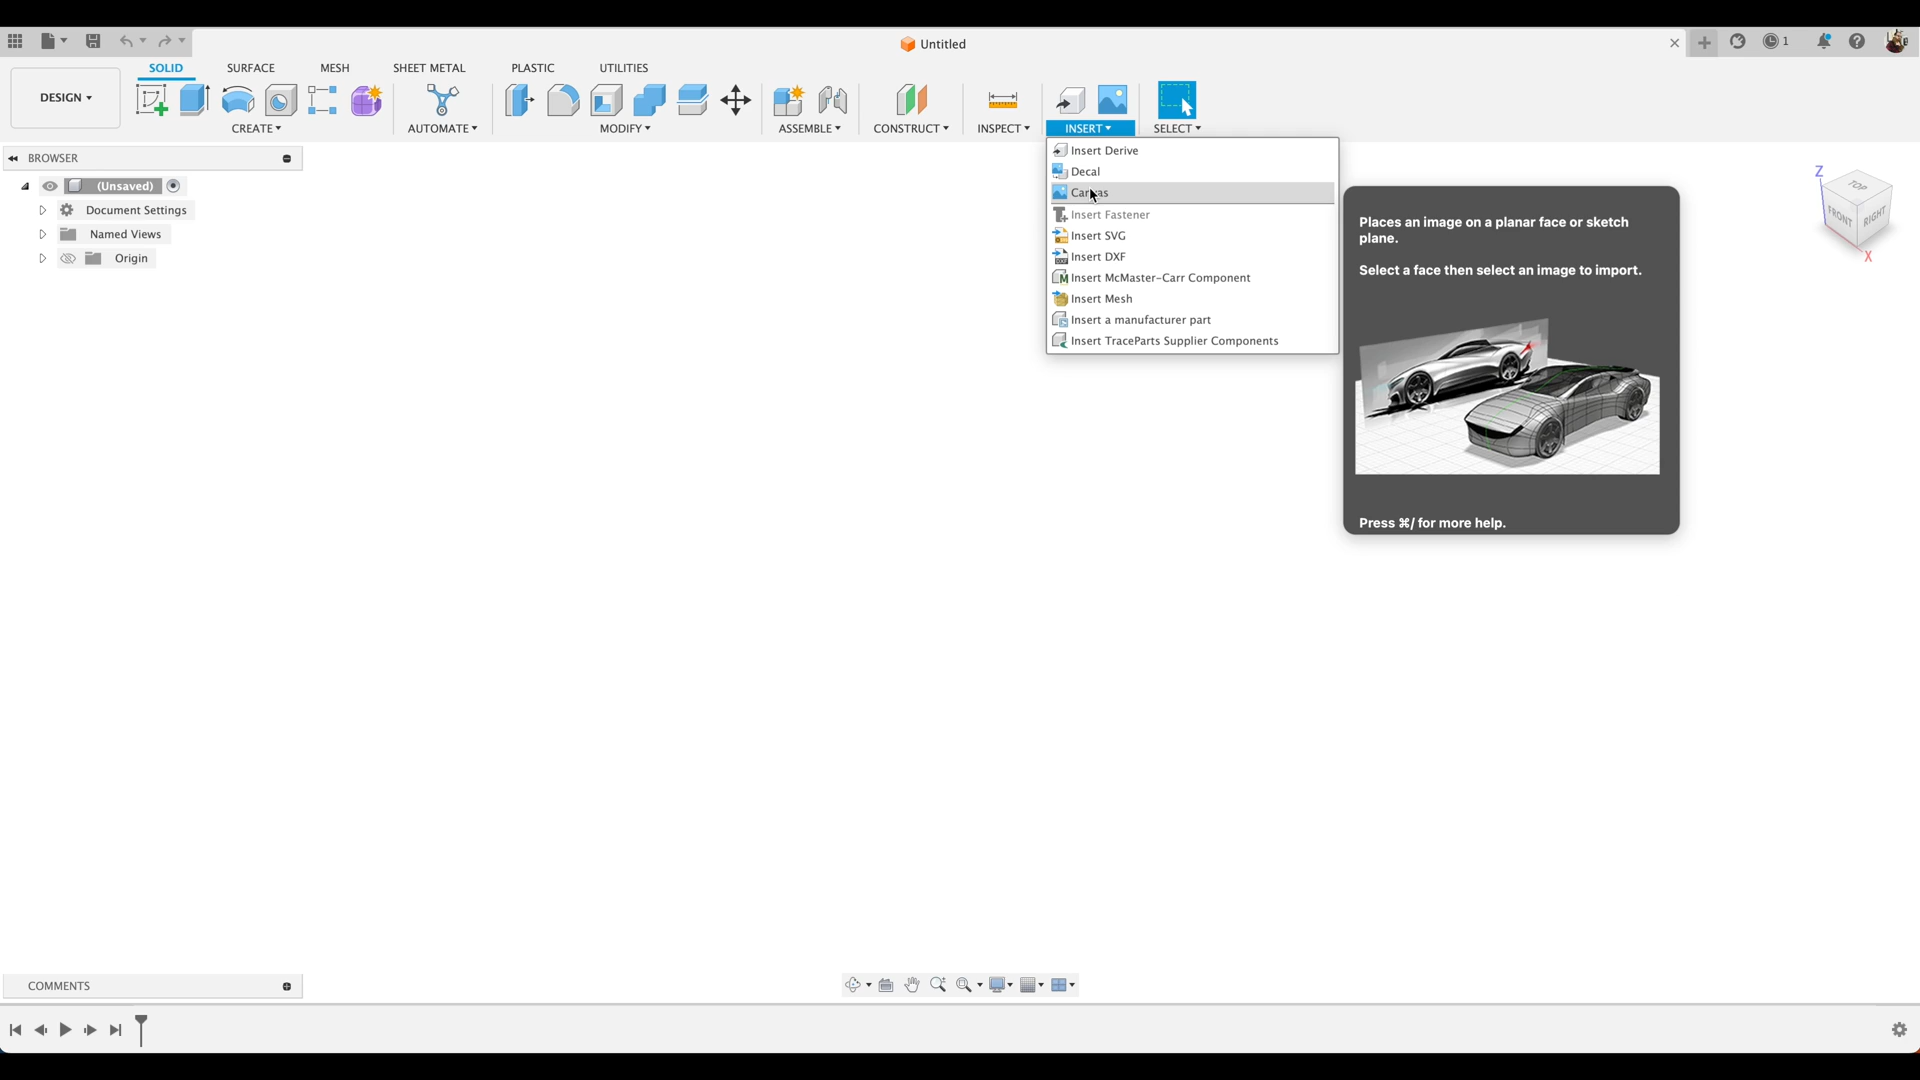 Untitled
1
SOLID SURFACE MESH SHEET METAL PLASTIC UTILITIES
DESIGN
CREATE AUTOMATE MODIFY ASSEMBLE CONSTRUCT INSPECT INSERT SELECT
BROWSER
(Unsaved)
Document Settings
Named Views
Origin
Insert Derive
Decal
Canvas
Insert Fastener
Insert SVG
Insert DXF
Insert McMaster-Carr Component
Insert Mesh
Insert a manufacturer part
Insert TraceParts Supplier Components
Places an image on a planar face or sketch
plane.
Select a face then select an image to import.
Press ⌘/ for more help.
Z
TOP
FRONT RIGHT
X
COMMENTS